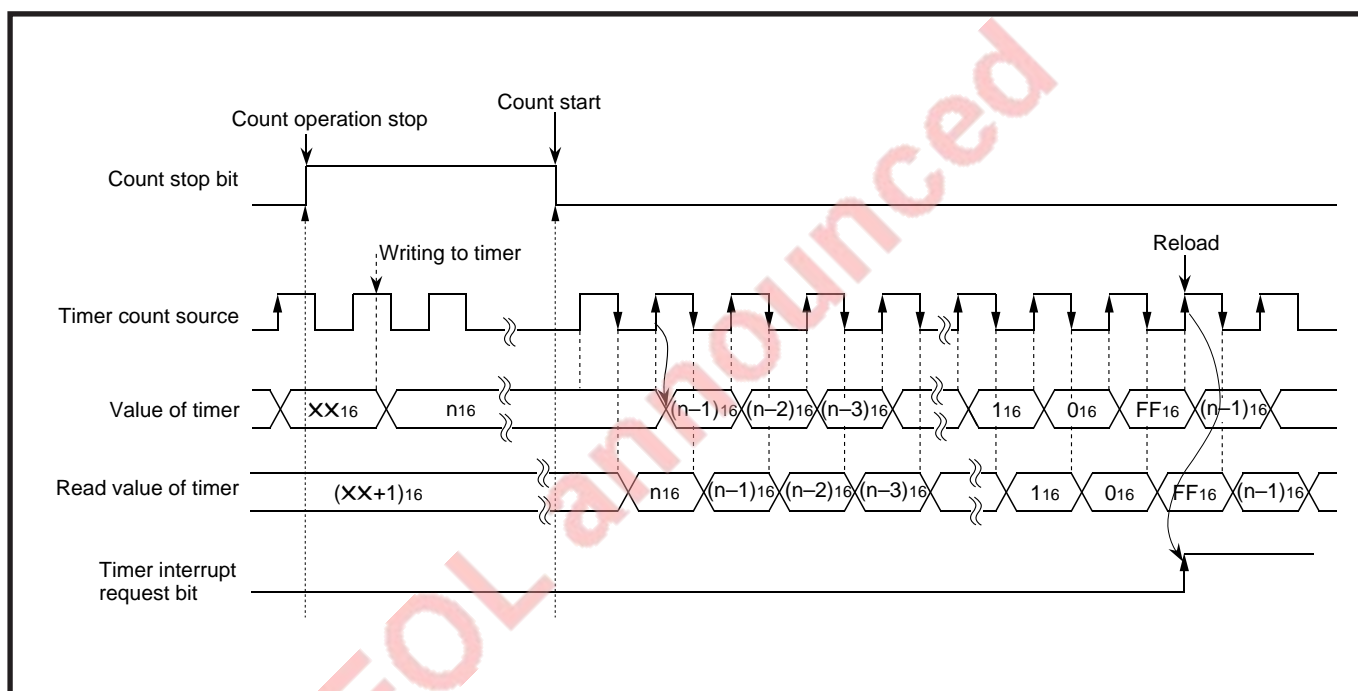 Count start
Count operation stop
Count stop bit
Writing to timer
Reload
Timer count source
Value of timer
XX16
n16
(n–1)16
(n–2)16
(n–3)16
116
016
FF16
(n–1)16
Read value of timer
(XX+1)16
n16
(n–1)16
(n–2)16
(n–3)16
116
016
FF16
(n–1)16
Timer interrupt
request bit
EOL announced